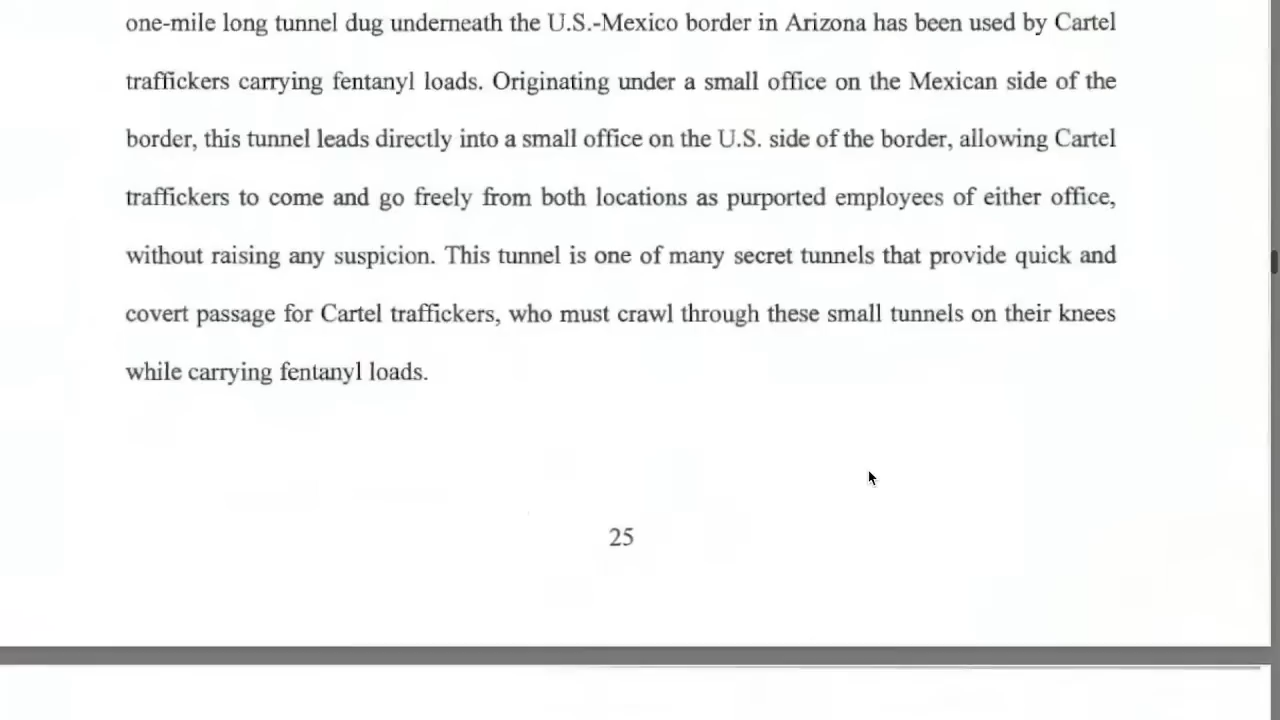 one-mile long tunnel dug underneath the U.S.-Mexico border in Arizona has been used by Cartel
traffickers carrying fentanyl loads. Originating under a small office on the Mexican side of the
border, this tunnel leads directly into a small office on the U.S. side of the border, allowing Cartel
traffickers to come and go freely from both locations as purported employees of either office,
without raising any suspicion. This tunnel is one of many secret tunnels that provide quick and
covert passage for Cartel traffickers, who must crawl through these small tunnels on their knees
while carrying fentanyl loads.
25